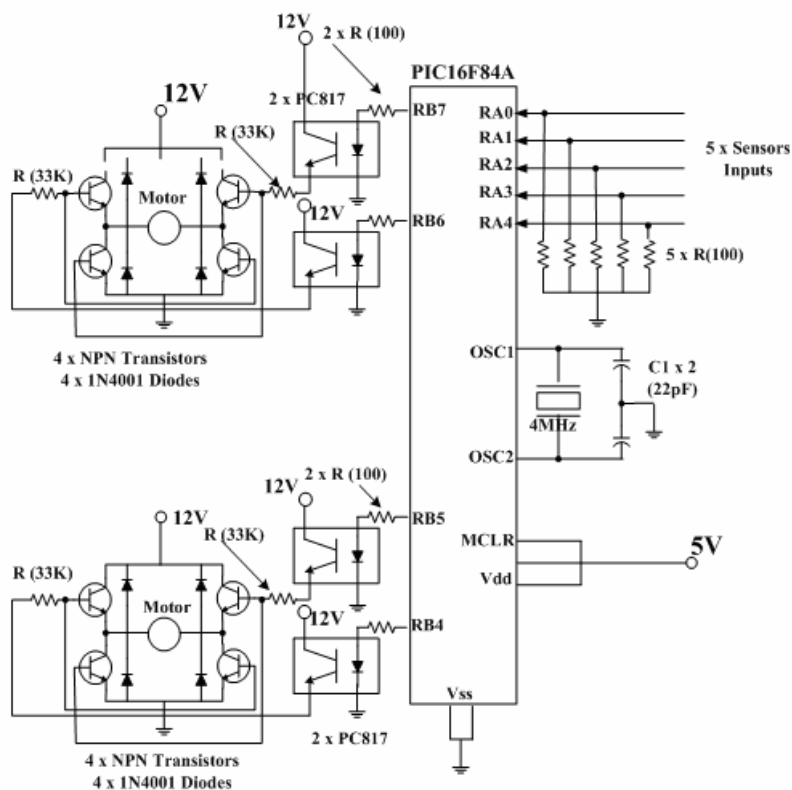 12V
2 x R (100)
PIC16F84A
12V
2 x PC817
RB7
RA0
R (33K)
RA1
5 x Sensors
Inputs
R (33K)
RA2
Motor
12V
RA3
RB6
RA4
5 x R(100)
4 x NPN Transistors
4 x 1N4001 Diodes
OSC1
C1 x 2
(22pF)
4MHz
OSC2
2 x R (100)
12V
12V
RB5
R (33K)
MCLR
5V
R (33K)
Vdd
Motor
12V
RB4
Vss
2 x PC817
4 x NPN Transistors
4 x 1N4001 Diodes